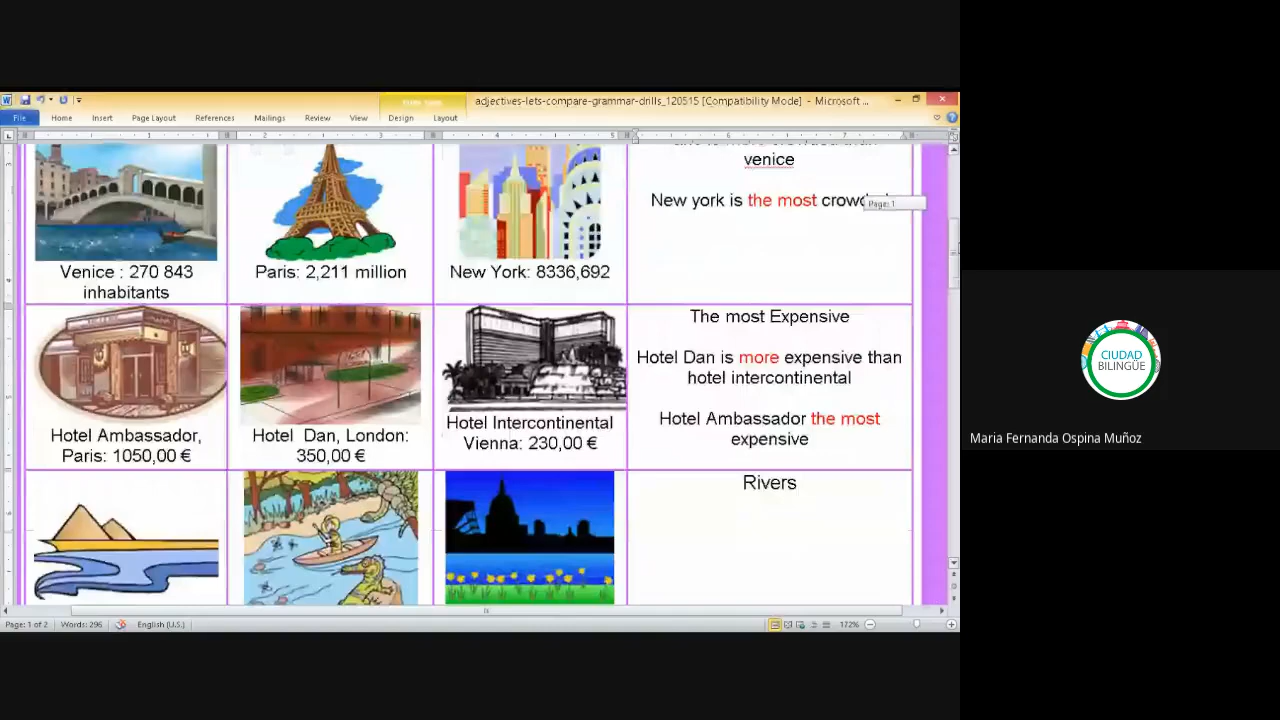 adjectives-lets-compare-grammar-drills_120515 [Compatibility Mode] - Microsoft ...
File Home Insert Page Layout References Mailings Review View Design Layout
venice
New york is the most
Page: 1
Venice : 270 843
inhabitants
Paris: 2,211 million
New York: 8336,692
The most Expensive
Hotel Dan is more expensive than
hotel intercontinental
Hotel Ambassador the most
expensive
Hotel Ambassador,
Paris: 1050,00 €
Hotel Dan, London:
350,00 €
Hotel Intercontinental
Vienna: 230,00 €
Rivers
Page: 1 of 2 Words: 296 English (U.S.) 172%
CIUDAD
BILINGÜE
Maria Fernanda Ospina Muñoz